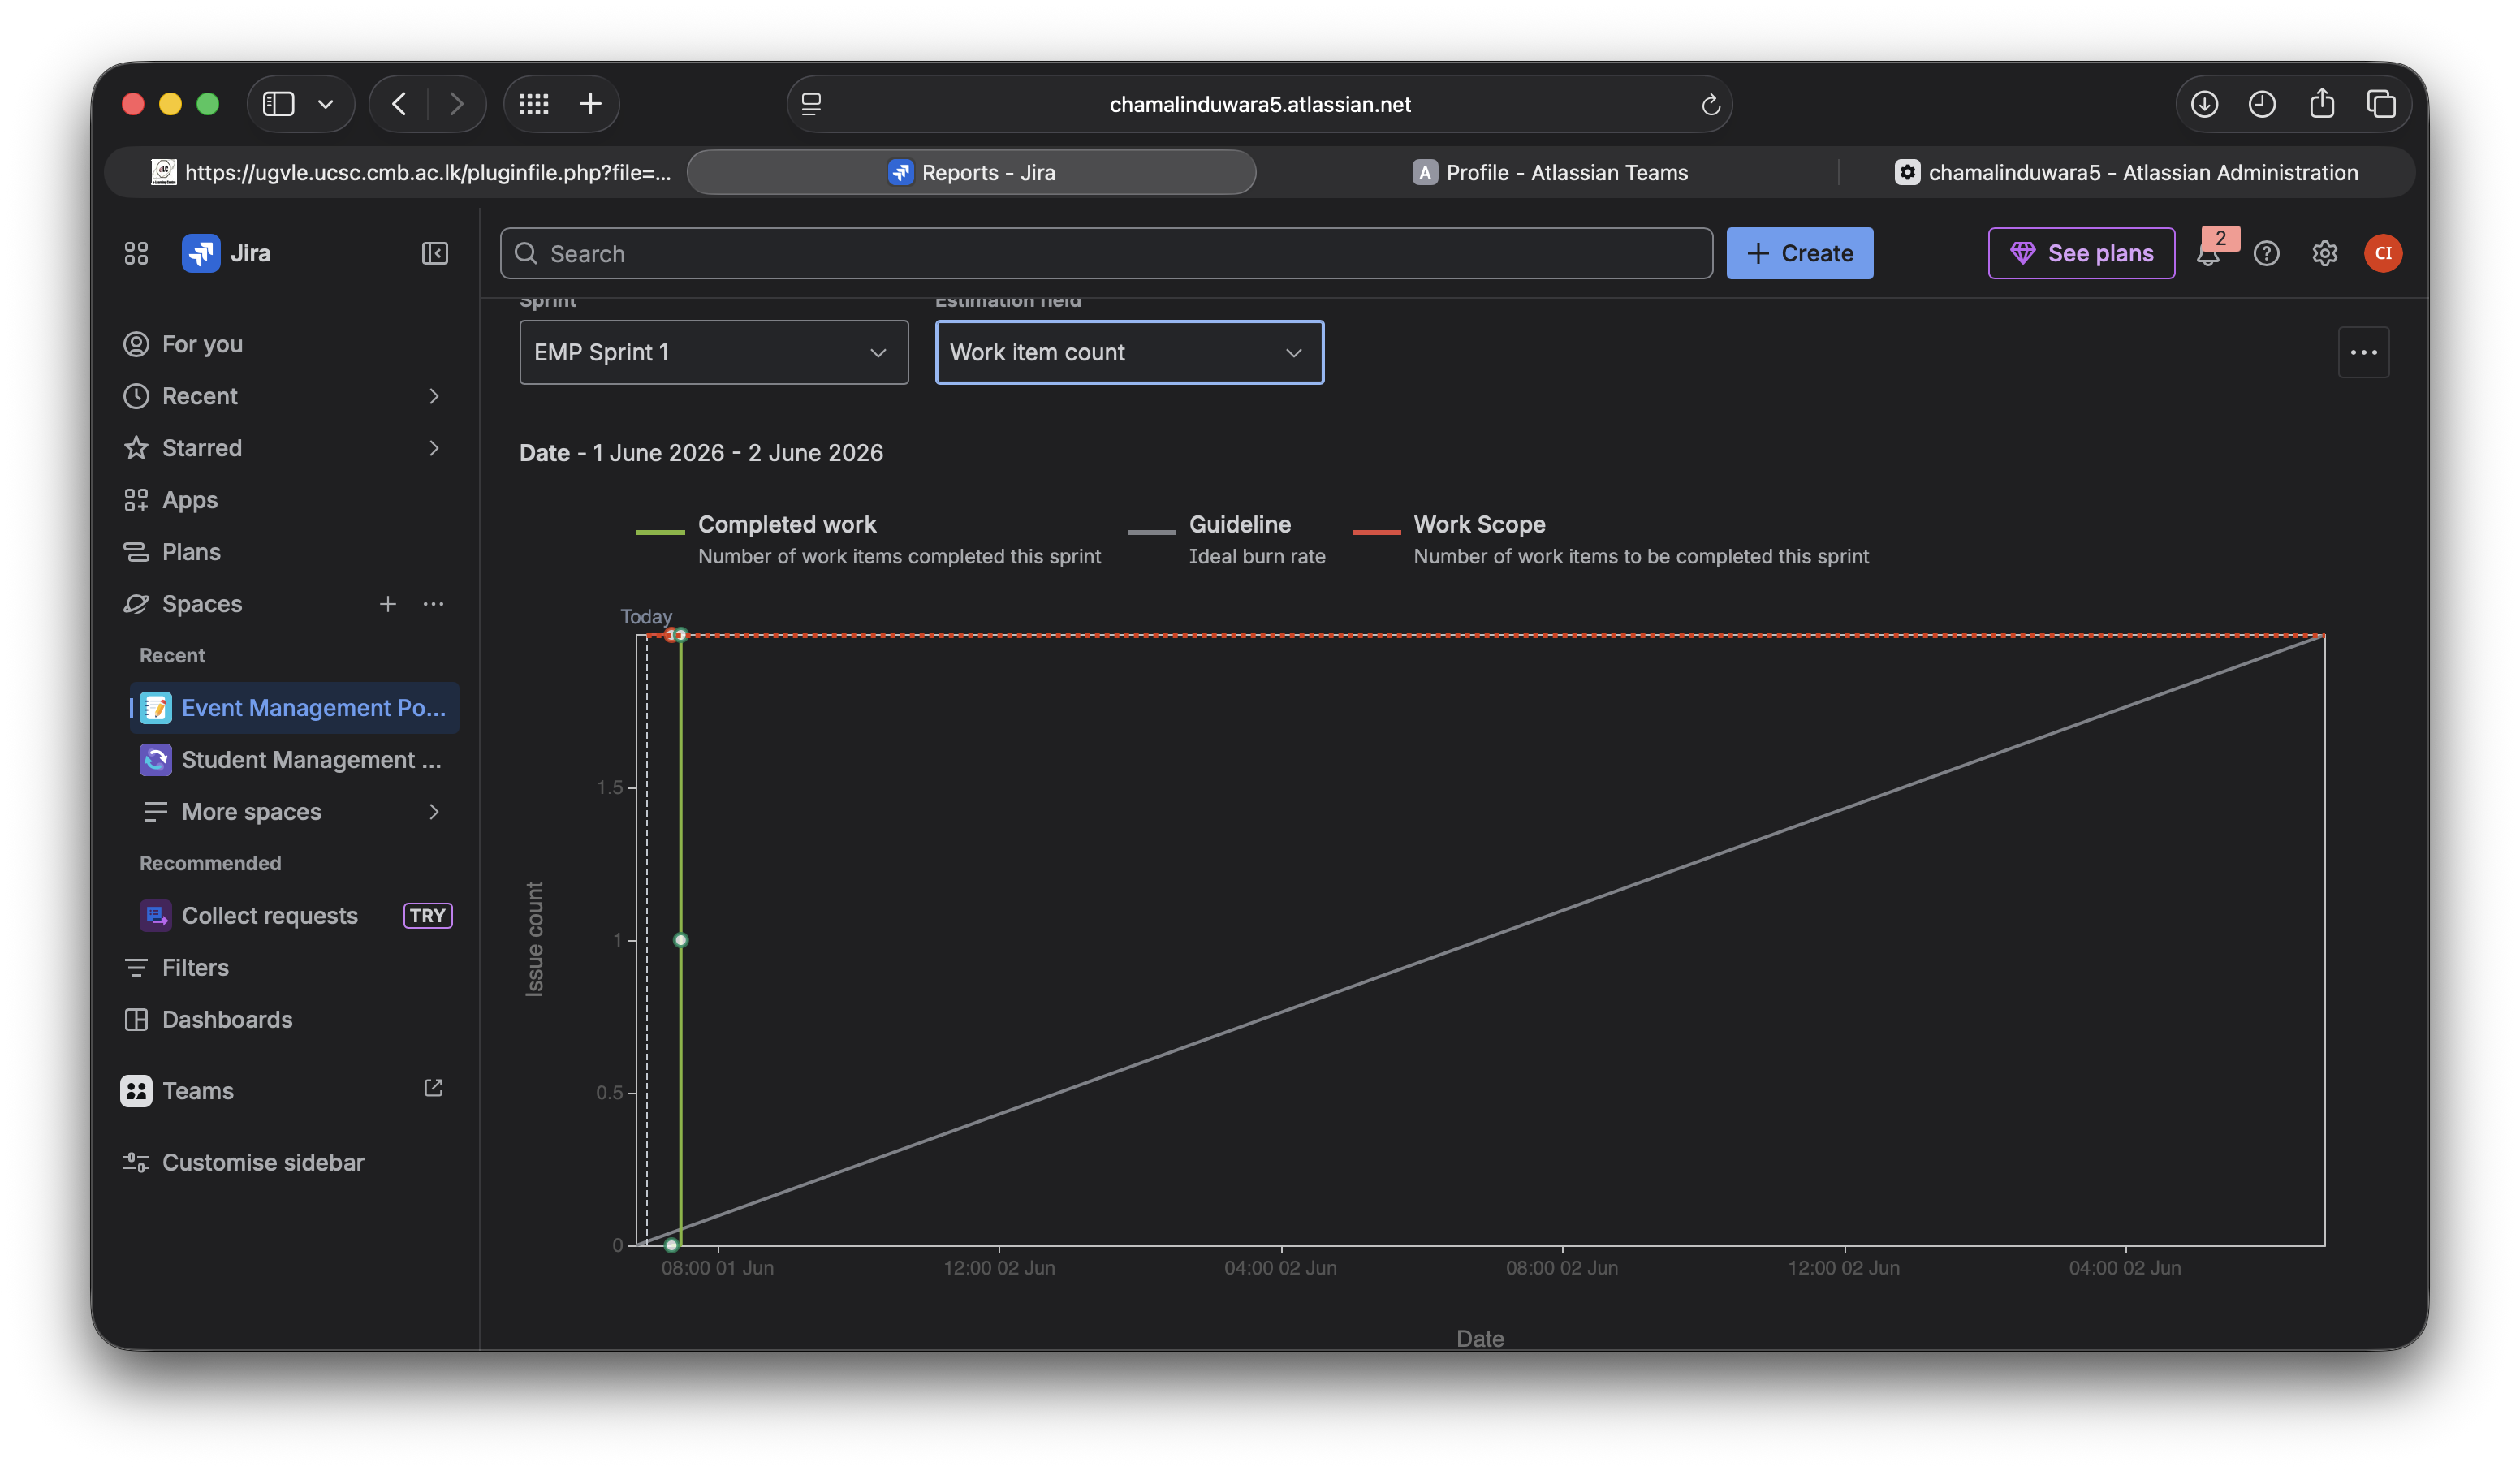 chamalinduwara5.atlassian.net
https://ugvle.ucsc.cmb.ac.lk/pluginfile.php?file=...
Reports - Jira
A
Profile - Atlassian Teams
chamalinduwara5 - Atlassian Administration
Jira
Search
Create
See plans
2
CI
For you
Recent
Starred
Apps
Plans
Spaces
Recent
Event Management Po...
Student Management ...
More spaces
Recommended
Collect requests
TRY
Filters
Dashboards
Teams
Customise sidebar
Sprint
Estimation field
EMP Sprint 1
Work item count
Date - 1 June 2026 - 2 June 2026
Completed work
Number of work items completed this sprint
Guideline
Ideal burn rate
Work Scope
Number of work items to be completed this sprint
Today
1.5
1
0.5
0
Issue count
08:00 01 Jun
12:00 02 Jun
04:00 02 Jun
08:00 02 Jun
12:00 02 Jun
04:00 02 Jun
Date